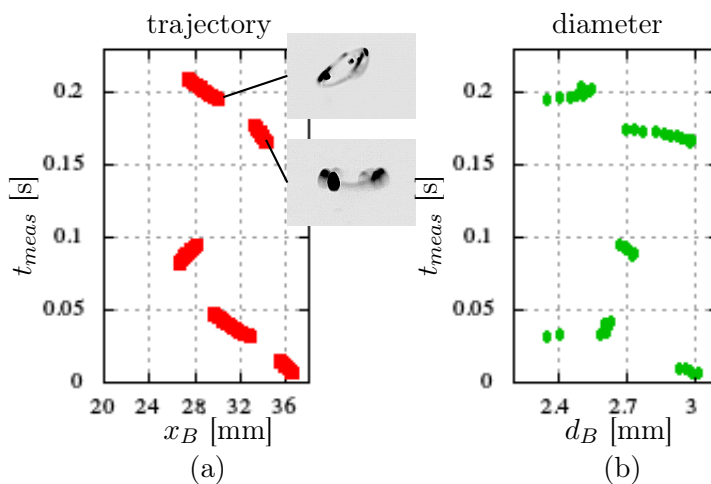 trajectory
diameter
0.2
0.15
0.1
0.05
0
t_meas [s]
20 24 28 32 36
x_B [mm]
(a)
0.2
0.15
0.1
0.05
0
t_meas [s]
2.4 2.7 3
d_B [mm]
(b)